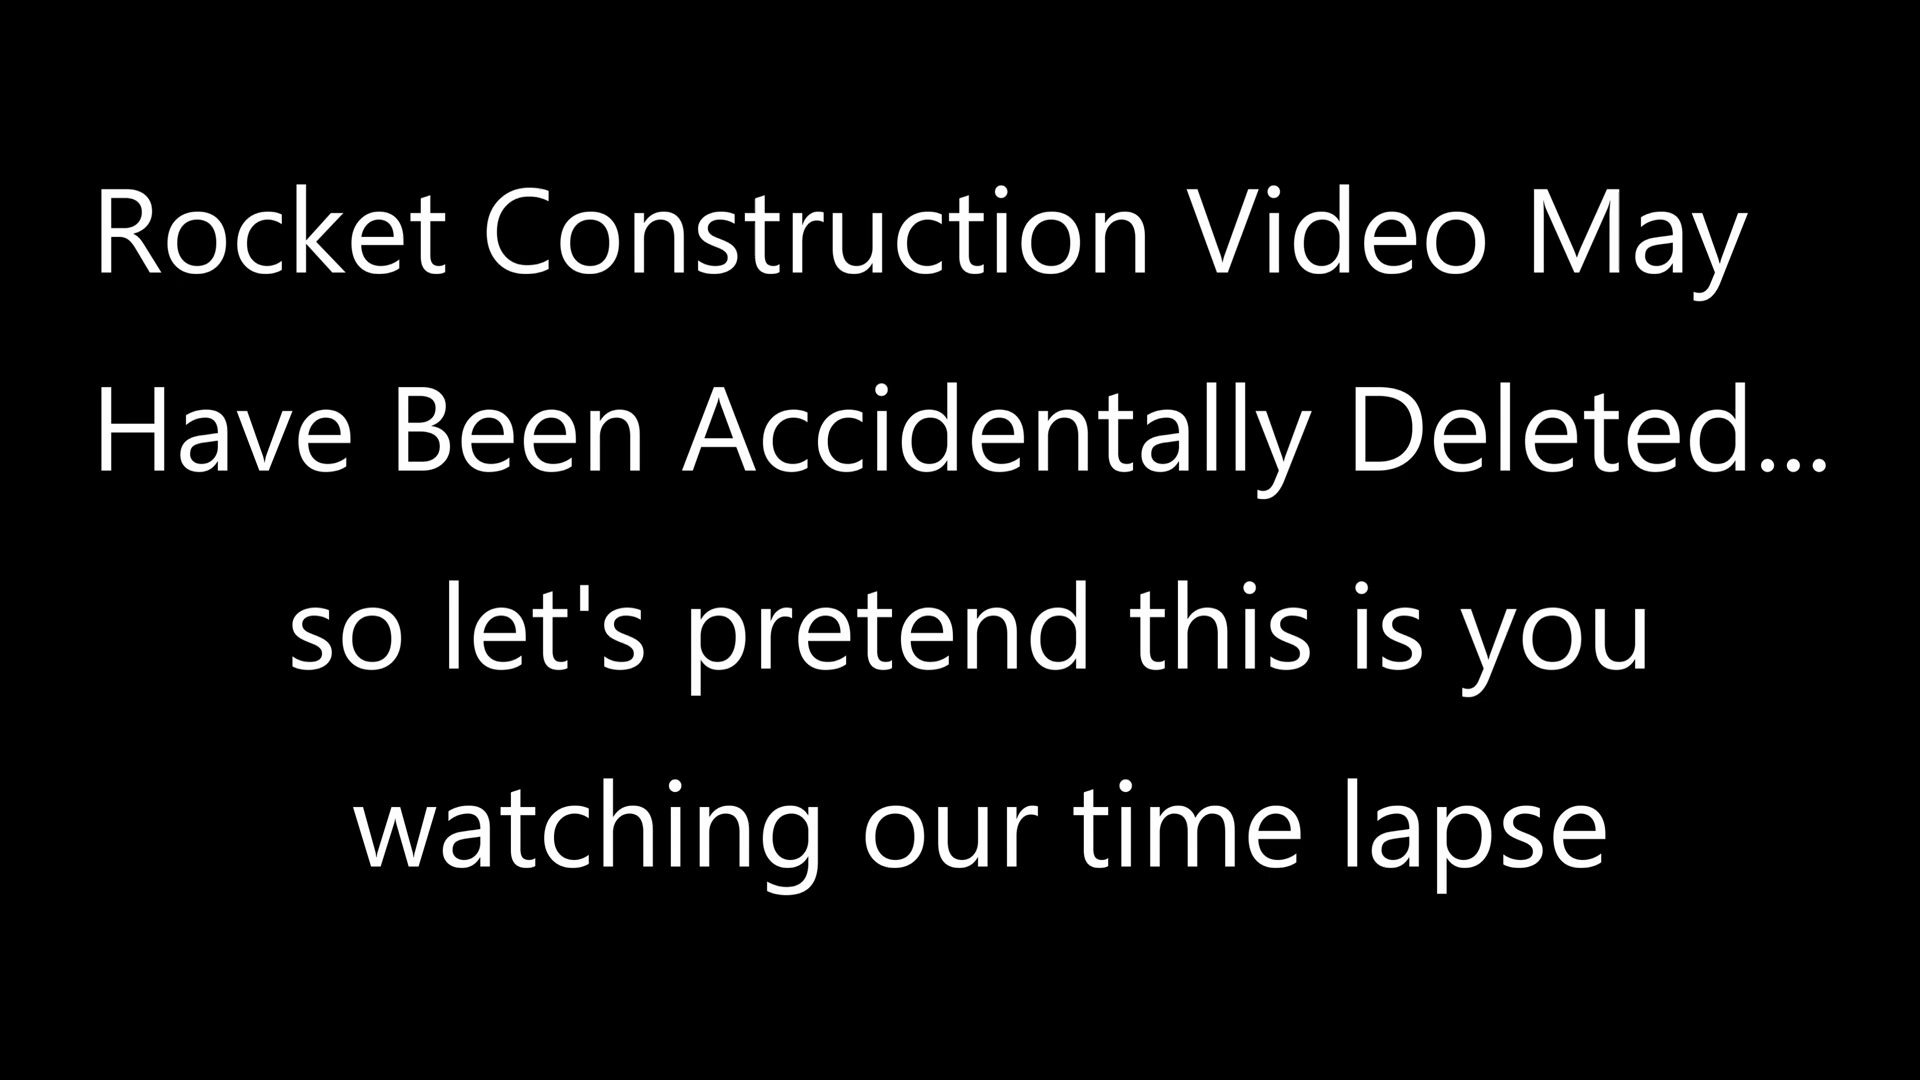 Rocket Construction Video May
Have Been Accidentally Deleted...
so let's pretend this is you
watching our time lapse